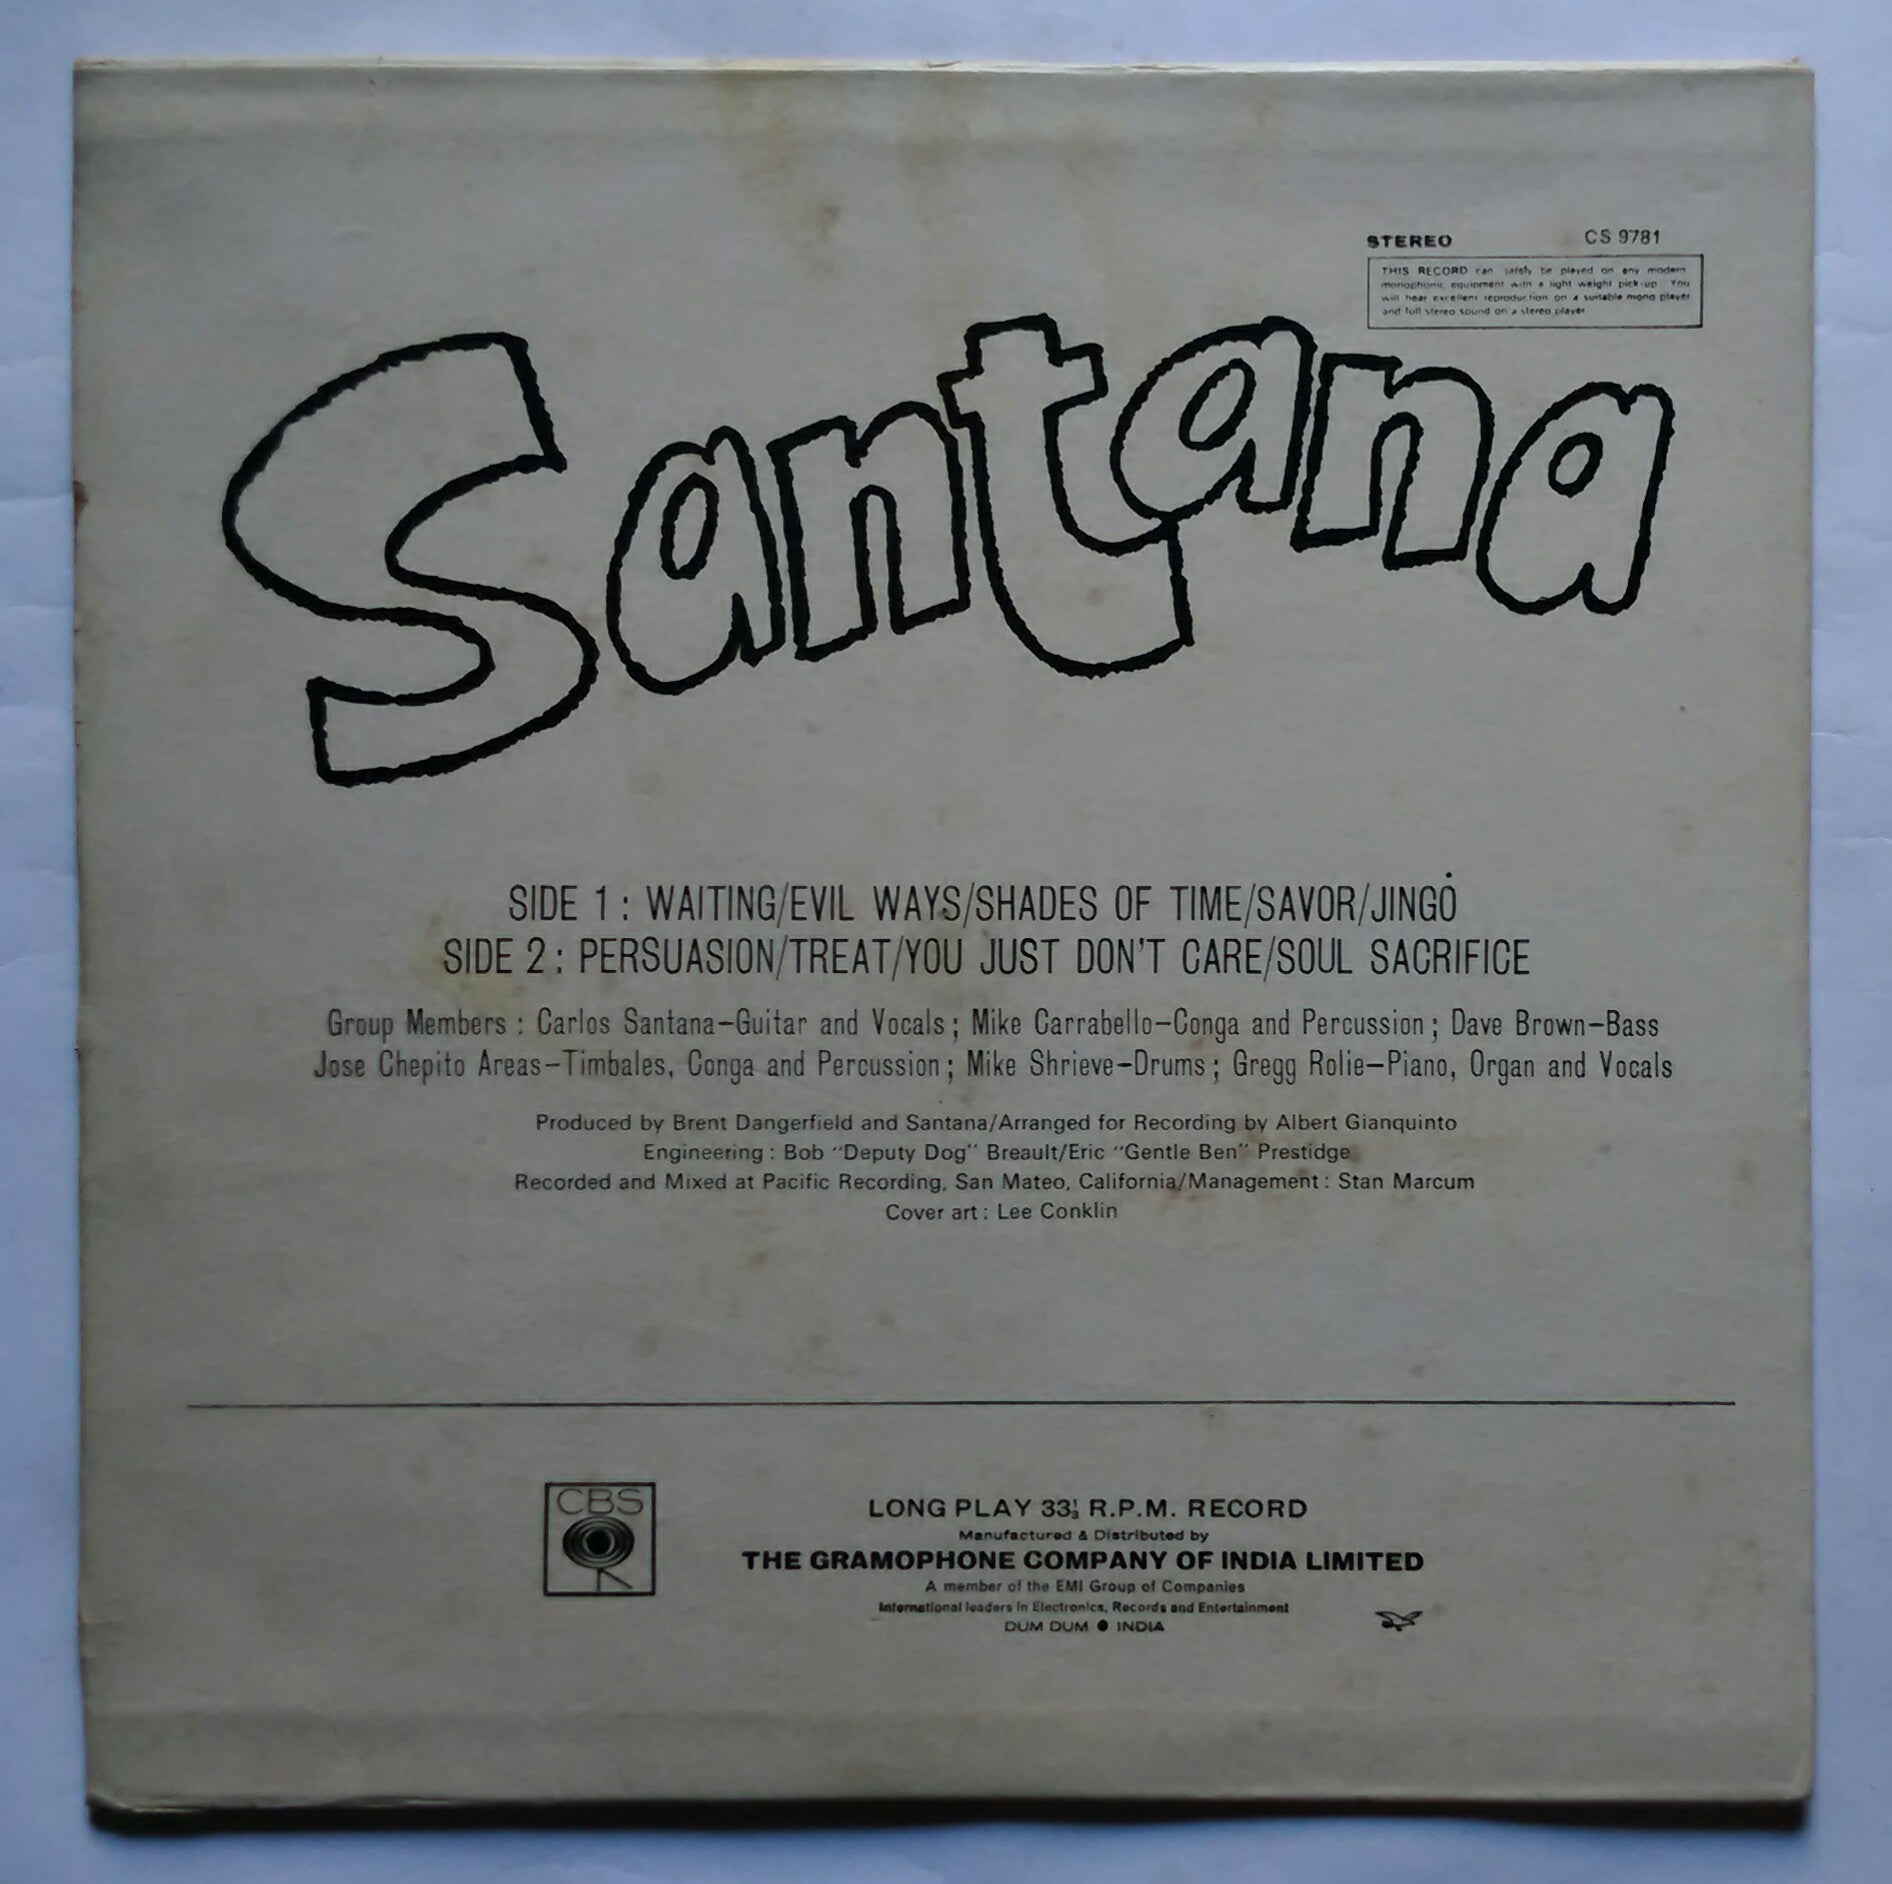 STEREO CS 9781
THIS RECORD can safely be played on any modern
monophonic equipment with a light weight pick-up You
will hear excellent reproduction on a suitable mono player
and full stereo sound on a stereo player
Santana
SIDE 1 : WAITING/EVIL WAYS/SHADES OF TIME/SAVOR/JINGO
SIDE 2 : PERSUASION/TREAT/YOU JUST DON'T CARE/SOUL SACRIFICE
Group Members : Carlos Santana-Guitar and Vocals ; Mike Carrabello-Conga and Percussion ; Dave Brown-Bass
Jose Chepito Areas-Timbales, Conga and Percussion ; Mike Shrieve-Drums ; Gregg Rolie-Piano, Organ and Vocals
Produced by Brent Dangerfield and Santana/Arranged for Recording by Albert Gianquinto
Engineering : Bob "Deputy Dog" Breault/Eric "Gentle Ben" Prestidge
Recorded and Mixed at Pacific Recording, San Mateo, California/Management : Stan Marcum
Cover art : Lee Conklin
CBS
LONG PLAY 33⅓ R.P.M. RECORD
Manufactured & Distributed by
THE GRAMOPHONE COMPANY OF INDIA LIMITED
A member of the EMI Group of Companies
International leaders in Electronics, Records and Entertainment
DUM DUM ● INDIA